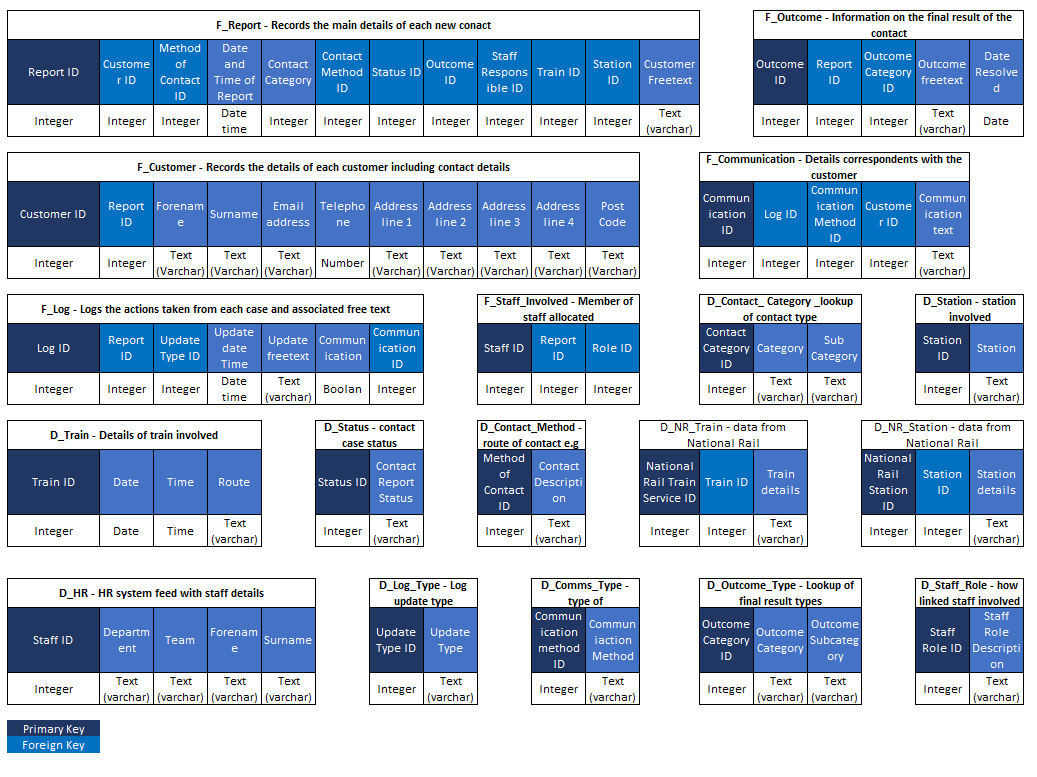 F_Report - Records the main details of each new conact
Report ID
Custome
r ID
Method
of
Contact
ID
Date
and
Time of
Report
Contact
Category
Contact
Method
ID
Status ID
Outcome
ID
Staff
Respons
ible ID
Train ID
Station
ID
Customer
Freetext
Integer
Integer
Integer
Date
time
Integer
Integer
Integer
Integer
Integer
Integer
Integer
Text
(varchar)
F_Outcome - Information on the final result of the
contact
Outcome
ID
Report
ID
Outcome
Category
ID
Outcome
freetext
Date
Resolve
d
Integer
Integer
Integer
Text
(varchar)
Date
F_Customer - Records the details of each customer including contact details
Customer ID
Report
ID
Forenam
e
Surname
Email
address
Telepho
ne
Address
line 1
Address
line 2
Address
line 3
Address
line 4
Post
Code
Integer
Integer
Text
(Varchar)
Text
(Varchar)
Text
(Varchar)
Number
Text
(Varchar)
Text
(Varchar)
Text
(Varchar)
Text
(Varchar)
Text
(Varchar)
F_Communication - Details correspondents with the
customer
Commun
ication
ID
Log ID
Commun
ication
Method
ID
Custome
r ID
Commun
ication
text
Integer
Integer
Integer
Integer
Text
(varchar)
F_Log - Logs the actions taken from each case and associated free text
Log ID
Report
ID
Update
Type ID
Update
date
Time
Update
freetext
Commun
ication
Commun
ication
ID
Integer
Integer
Integer
Date
time
Text
(varchar)
Boolan
Integer
F_Staff_Involved - Member of
staff allocated
Staff ID
Report
ID
Role ID
Integer
Integer
Integer
D_Contact_ Category _lookup
of contact type
Contact
Category
ID
Category
Sub
Category
Integer
Text
(varchar)
Text
(varchar)
D_Station - station
involved
Station
ID
Station
Integer
Text
(varchar)
D_Train - Details of train involved
Train ID
Date
Time
Route
Integer
Date
Time
Text
(varchar)
D_Status - contact
case status
Status ID
Contact
Report
Status
Integer
Text
(varchar)
D_Contact_Method -
route of contact e.g
Method
of
Contact ID
Contact
Descripti
on
Integer
Text
(varchar)
D_NR_Train - data from
National Rail
National
Rail Train
Service ID
Train ID
Train
details
Integer
Integer
Text
(varchar)
D_NR_Station - data from
National Rail
National
Rail
Station
ID
Station
ID
Station
details
Integer
Integer
Text
(varchar)
D_HR - HR system feed with staff details
Staff ID
Departm
ent
Team
Forenam
e
Surname
Integer
Text
(varchar)
Text
(varchar)
Text
(varchar)
Text
(varchar)
D_Log_Type - Log
update type
Update
Type ID
Update
Type
Integer
Text
(varchar)
D_Comms_Type -
type of
Commun
ication
method
ID
Commun
iaction
Method
Integer
Text
(varchar)
D_Outcome_Type - Lookup of
final result types
Outcome
Category
ID
Outcome
Category
Outcome
Subcateg
ory
Integer
Text
(varchar)
Text
(varchar)
D_Staff_Role - how
linked staff involved
Staff
Role ID
Staff
Role
Descripti
on
Integer
Text
(varchar)
Primary Key
Foreign Key